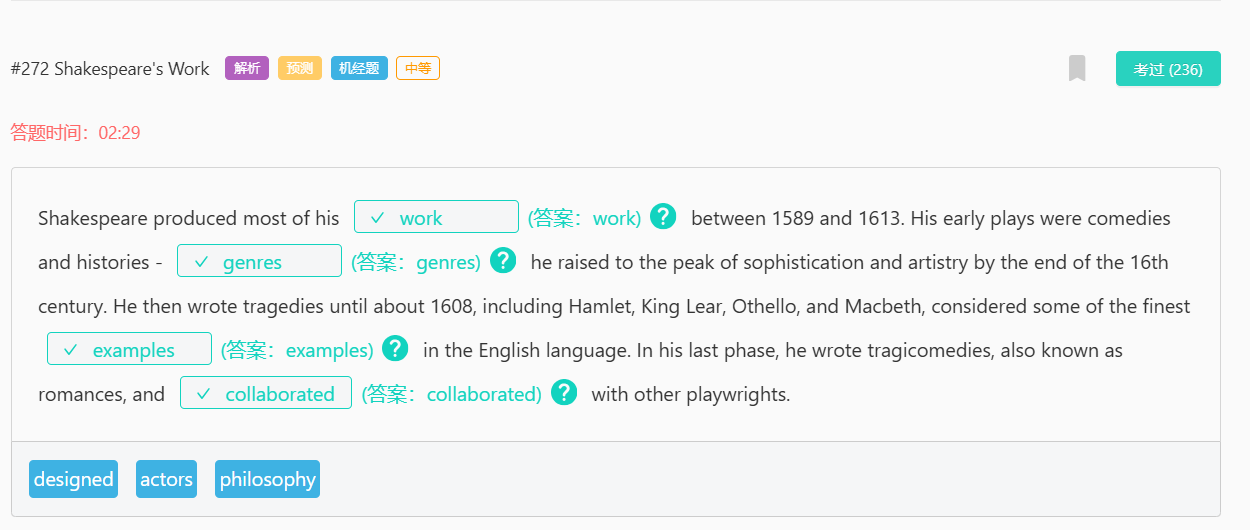 #272 Shakespeare's Work 解析 预测 机经题 中等 考过 (236)
答题时间：02:29
Shakespeare produced most of his work (答案：work) ? between 1589 and 1613. His early plays were comedies
and histories - genres (答案：genres) ? he raised to the peak of sophistication and artistry by the end of the 16th
century. He then wrote tragedies until about 1608, including Hamlet, King Lear, Othello, and Macbeth, considered some of the finest
examples (答案：examples) ? in the English language. In his last phase, he wrote tragicomedies, also known as
romances, and collaborated (答案：collaborated) ? with other playwrights.
designed actors philosophy